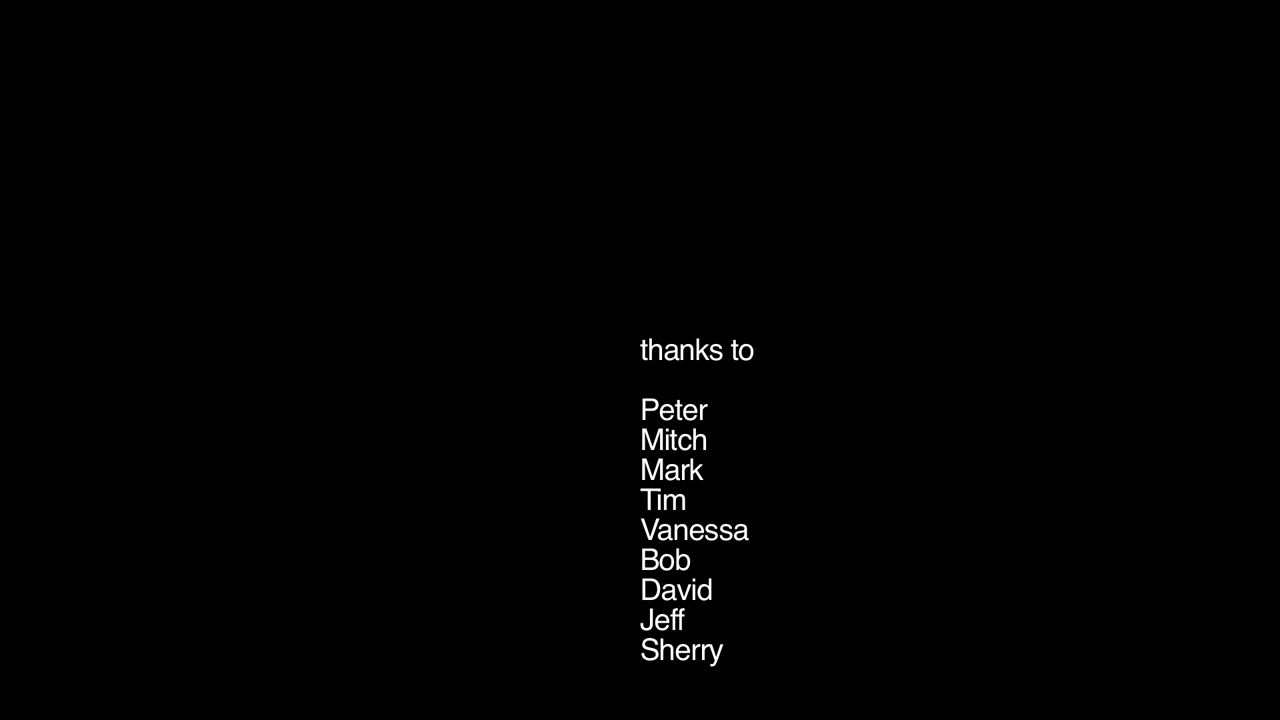 thanks to
Peter
Mitch
Mark
Tim
Vanessa
Bob
David
Jeff
Sherry